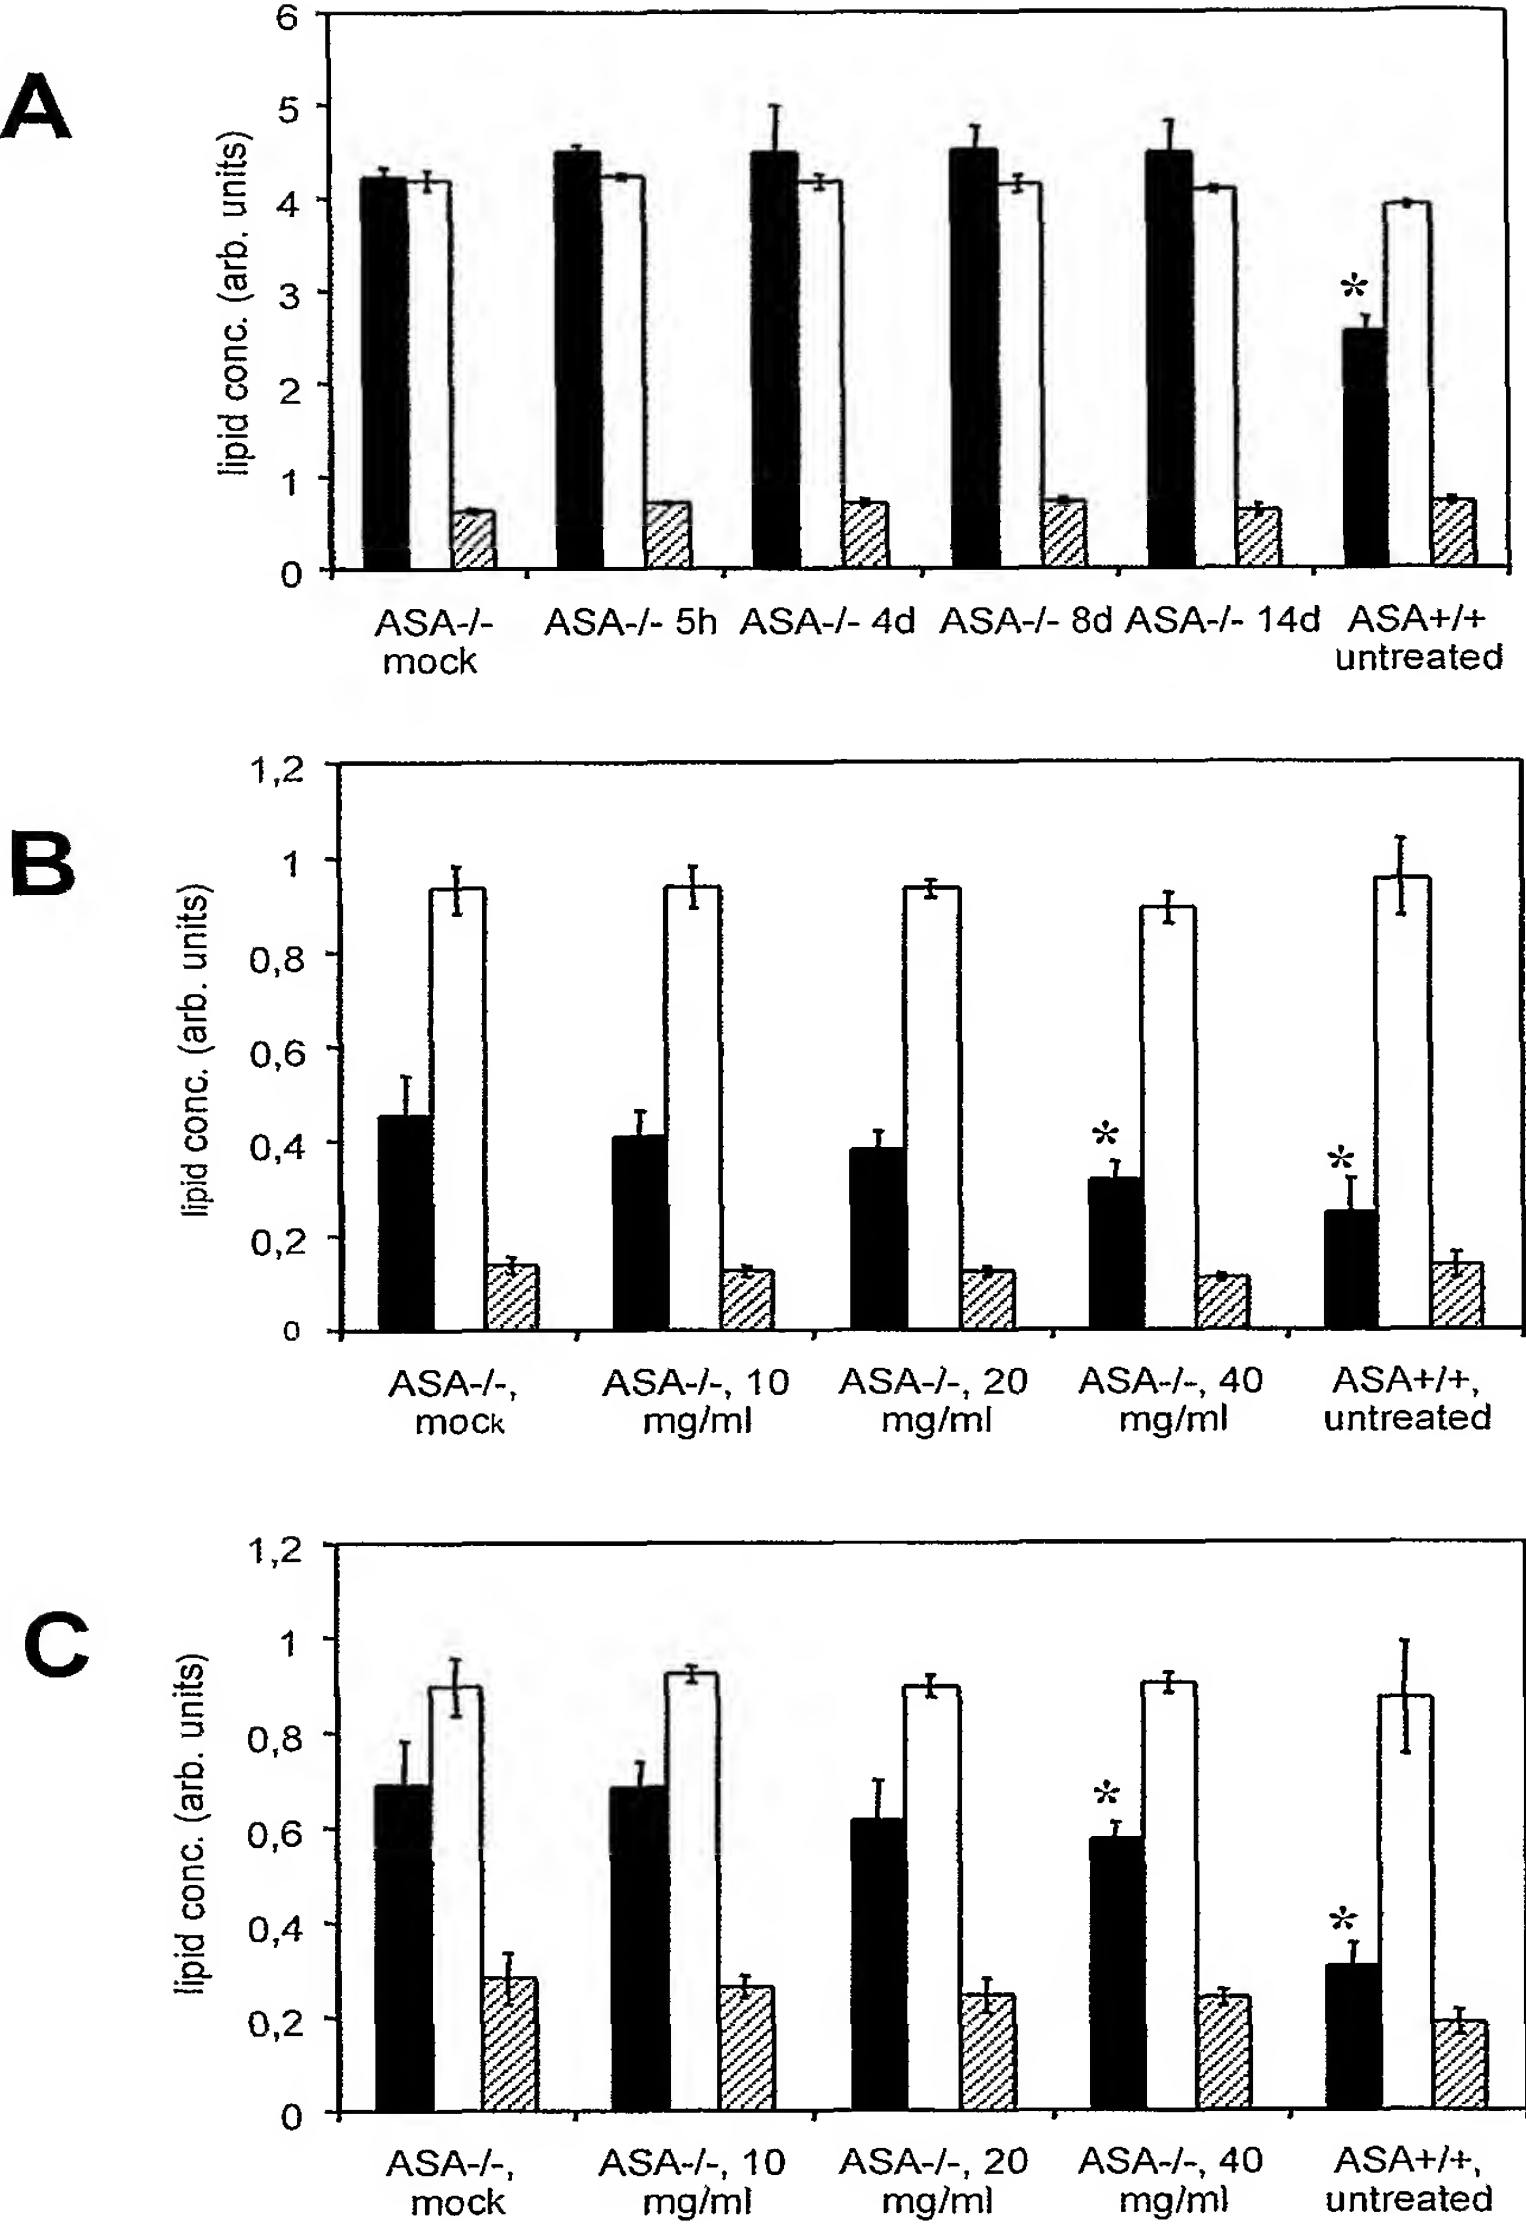 A
lipid conc. (arb. units)
6
5
4
3
2
1
0
ASA-/- mock
ASA-/- 5h
ASA-/- 4d
ASA-/- 8d
ASA-/- 14d
ASA+/+ untreated
*
B
lipid conc. (arb. units)
1,2
1
0,8
0,6
0,4
0,2
0
*
*
ASA-/-, mock
ASA-/-, 10 mg/ml
ASA-/-, 20 mg/ml
ASA-/-, 40 mg/ml
ASA+/+, untreated
C
lipid conc. (arb. units)
1,2
1
0,8
0,6
0,4
0,2
0
*
*
ASA-/-, mock
ASA-/-, 10 mg/ml
ASA-/-, 20 mg/ml
ASA-/-, 40 mg/ml
ASA+/+, untreated